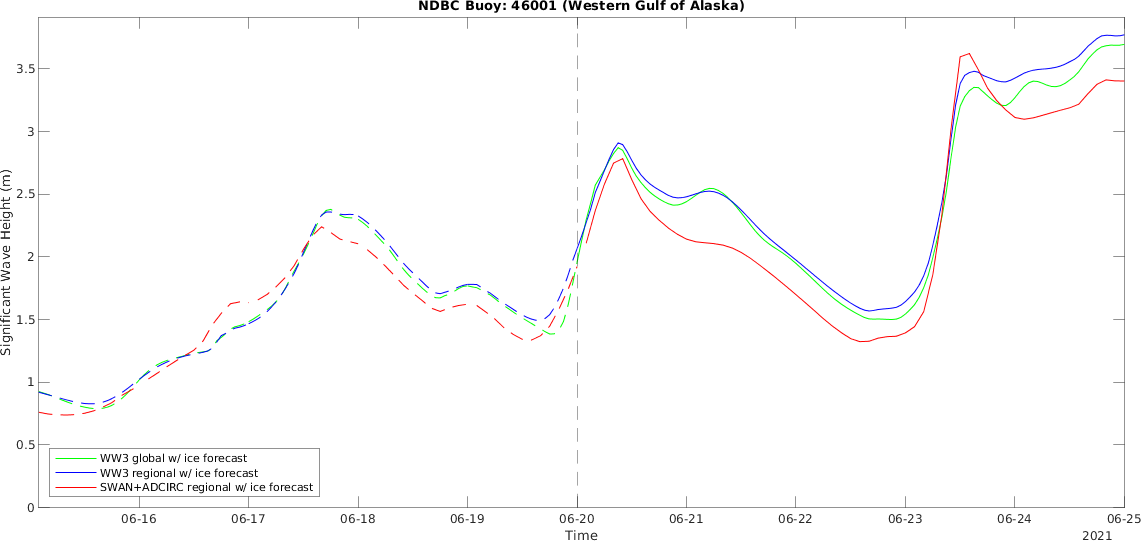 NDBC Buoy: 46001 (Western Gulf of Alaska)
Significant Wave Height (m)
3.5
3
2.5
2
1.5
1
0.5
0
WW3 global w/ ice forecast
WW3 regional w/ ice forecast
SWAN+ADCIRC regional w/ ice forecast
06-16 06-17 06-18 06-19 06-20 06-21 06-22 06-23 06-24 06-25
Time
2021